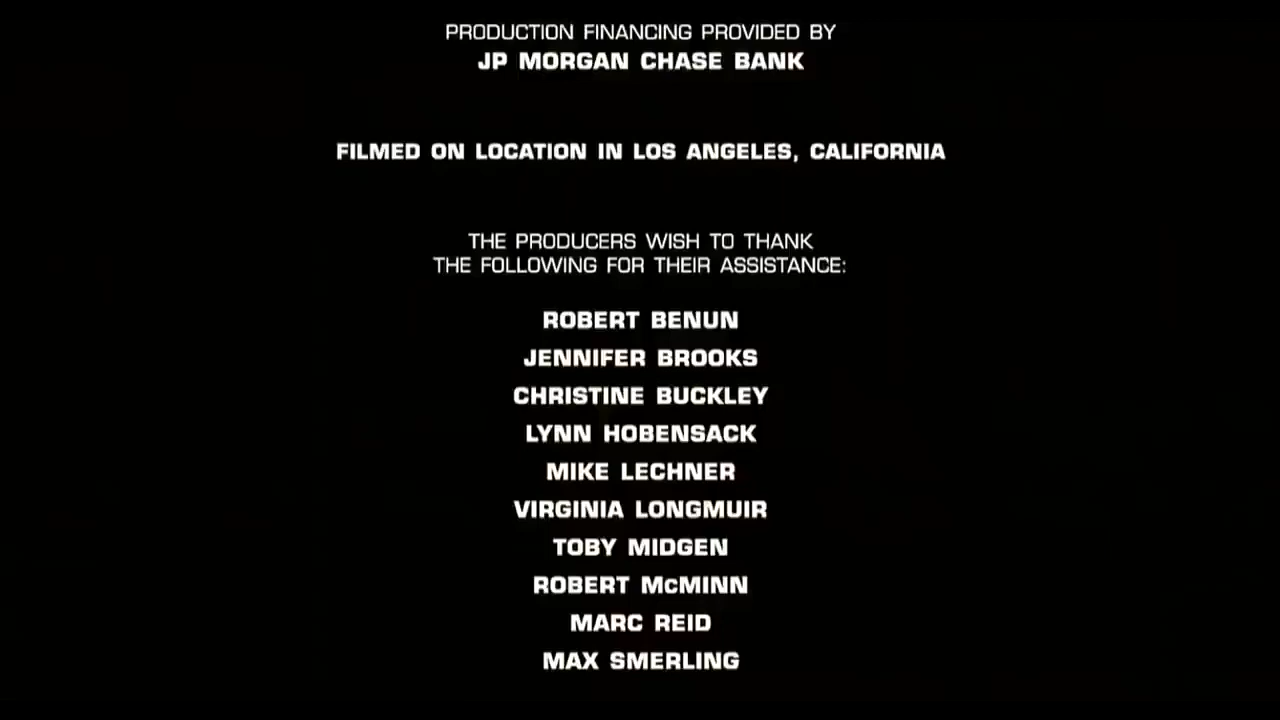 PRODUCTION FINANCING PROVIDED BY
JP MORGAN CHASE BANK
FILMED ON LOCATION IN LOS ANGELES, CALIFORNIA
THE PRODUCERS WISH TO THANK
THE FOLLOWING FOR THEIR ASSISTANCE:
ROBERT BENUN
JENNIFER BROOKS
CHRISTINE BUCKLEY
LYNN HOBENSACK
MIKE LECHNER
VIRGINIA LONGMUIR
TOBY MIDGEN
ROBERT McMINN
MARC REID
MAX SMERLING